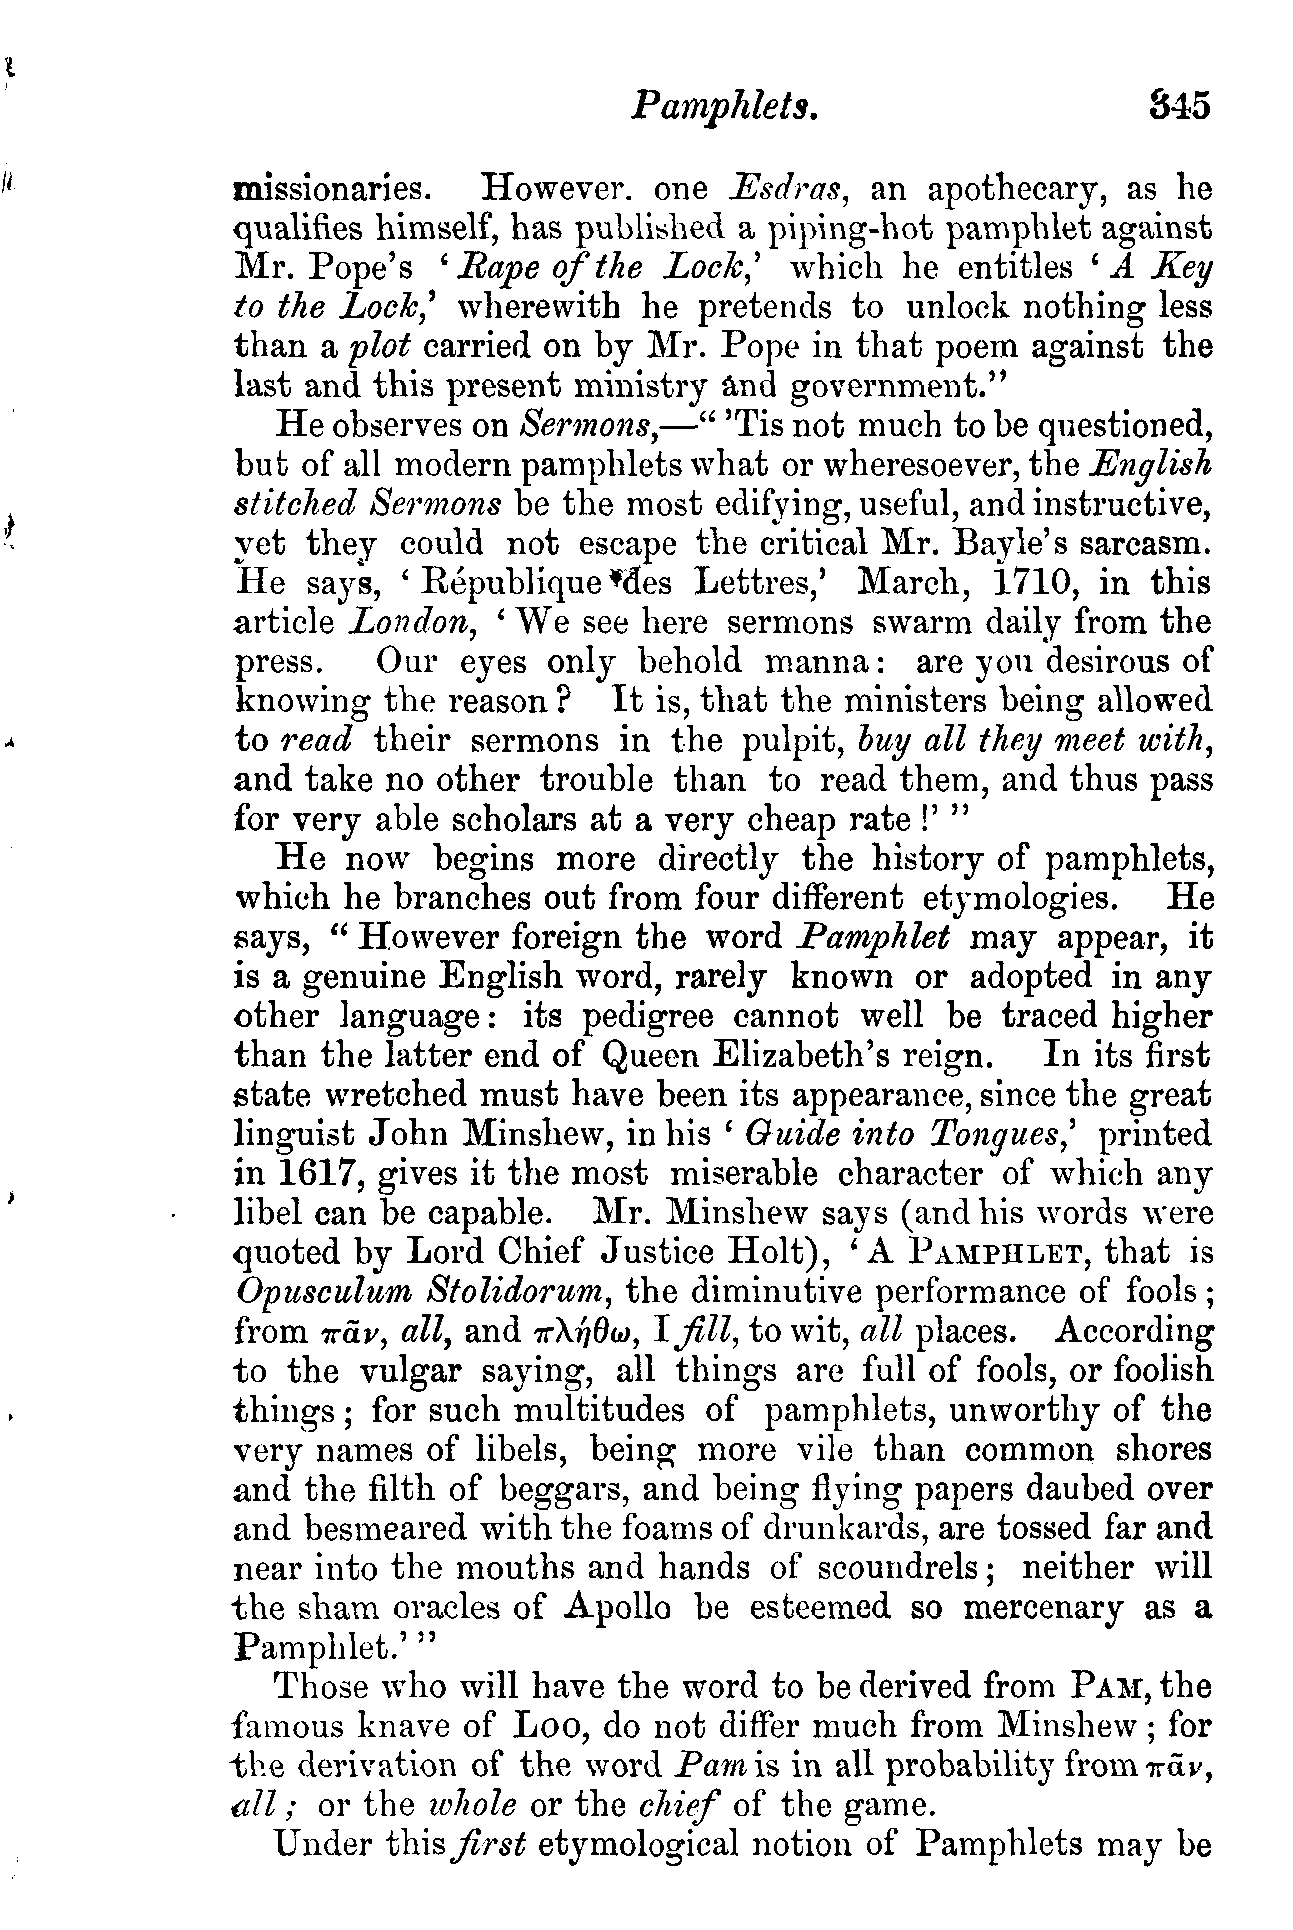 Pamphlets. 345
missionaries. However. one Esdras, an apothecary, as he
qualifies himself, has published a piping-hot pamphlet against
Mr. Pope's ‘Rape of the Lock,’ which he entitles ‘A Key
to the Lock,’ wherewith he pretends to unlock nothing less
than a plot carried on by Mr. Pope in that poem against the
last and this present ministry and government.”
He observes on Sermons,—“ 'Tis not much to be questioned,
but of all modern pamphlets what or wheresoever, the English
stitched Sermons be the most edifying, useful, and instructive,
yet they could not escape the critical Mr. Bayle's sarcasm.
He says, ‘République des Lettres,’ March, 1710, in this
article London, ‘We see here sermons swarm daily from the
press. Our eyes only behold manna: are you desirous of
knowing the reason? It is, that the ministers being allowed
to read their sermons in the pulpit, buy all they meet with,
and take no other trouble than to read them, and thus pass
for very able scholars at a very cheap rate!’ ”
He now begins more directly the history of pamphlets,
which he branches out from four different etymologies. He
says, “However foreign the word Pamphlet may appear, it
is a genuine English word, rarely known or adopted in any
other language: its pedigree cannot well be traced higher
than the latter end of Queen Elizabeth's reign. In its first
state wretched must have been its appearance, since the great
linguist John Minshew, in his ‘Guide into Tongues,’ printed
in 1617, gives it the most miserable character of which any
libel can be capable. Mr. Minshew says (and his words were
quoted by Lord Chief Justice Holt), ‘A PAMPHLET, that is
Opusculum Stolidorum, the diminutive performance of fools;
from πᾶν, all, and πλήθω, I fill, to wit, all places. According
to the vulgar saying, all things are full of fools, or foolish
things; for such multitudes of pamphlets, unworthy of the
very names of libels, being more vile than common shores
and the filth of beggars, and being flying papers daubed over
and besmeared with the foams of drunkards, are tossed far and
near into the mouths and hands of scoundrels; neither will
the sham oracles of Apollo be esteemed so mercenary as a
Pamphlet.’ ”
Those who will have the word to be derived from PAM, the
famous knave of LOO, do not differ much from Minshew; for
the derivation of the word Pam is in all probability from πᾶν,
all; or the whole or the chief of the game.
Under this first etymological notion of Pamphlets may be